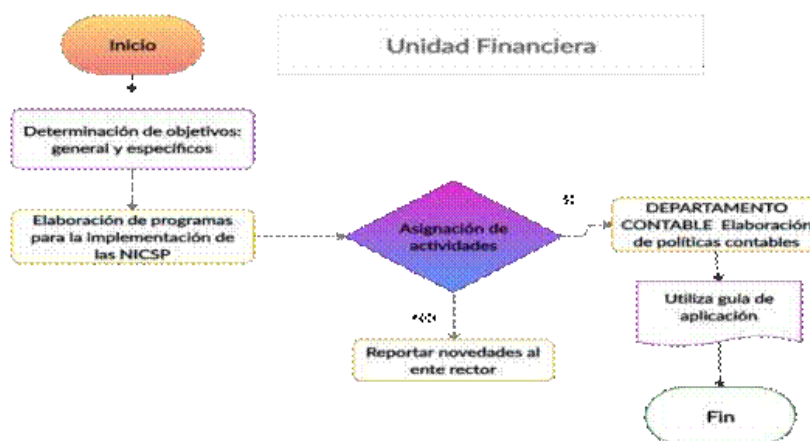 Inicio
Unidad Financiera
Determinación de objetivos:
general y específicos
Elaboración de programas
para la implementación de
las NICSP
Asignación de
actividades
DEPARTAMENTO
CONTABLE Elaboración
de políticas contables
Utiliza guía de
aplicación
Reportar novedades al
ente rector
Fin